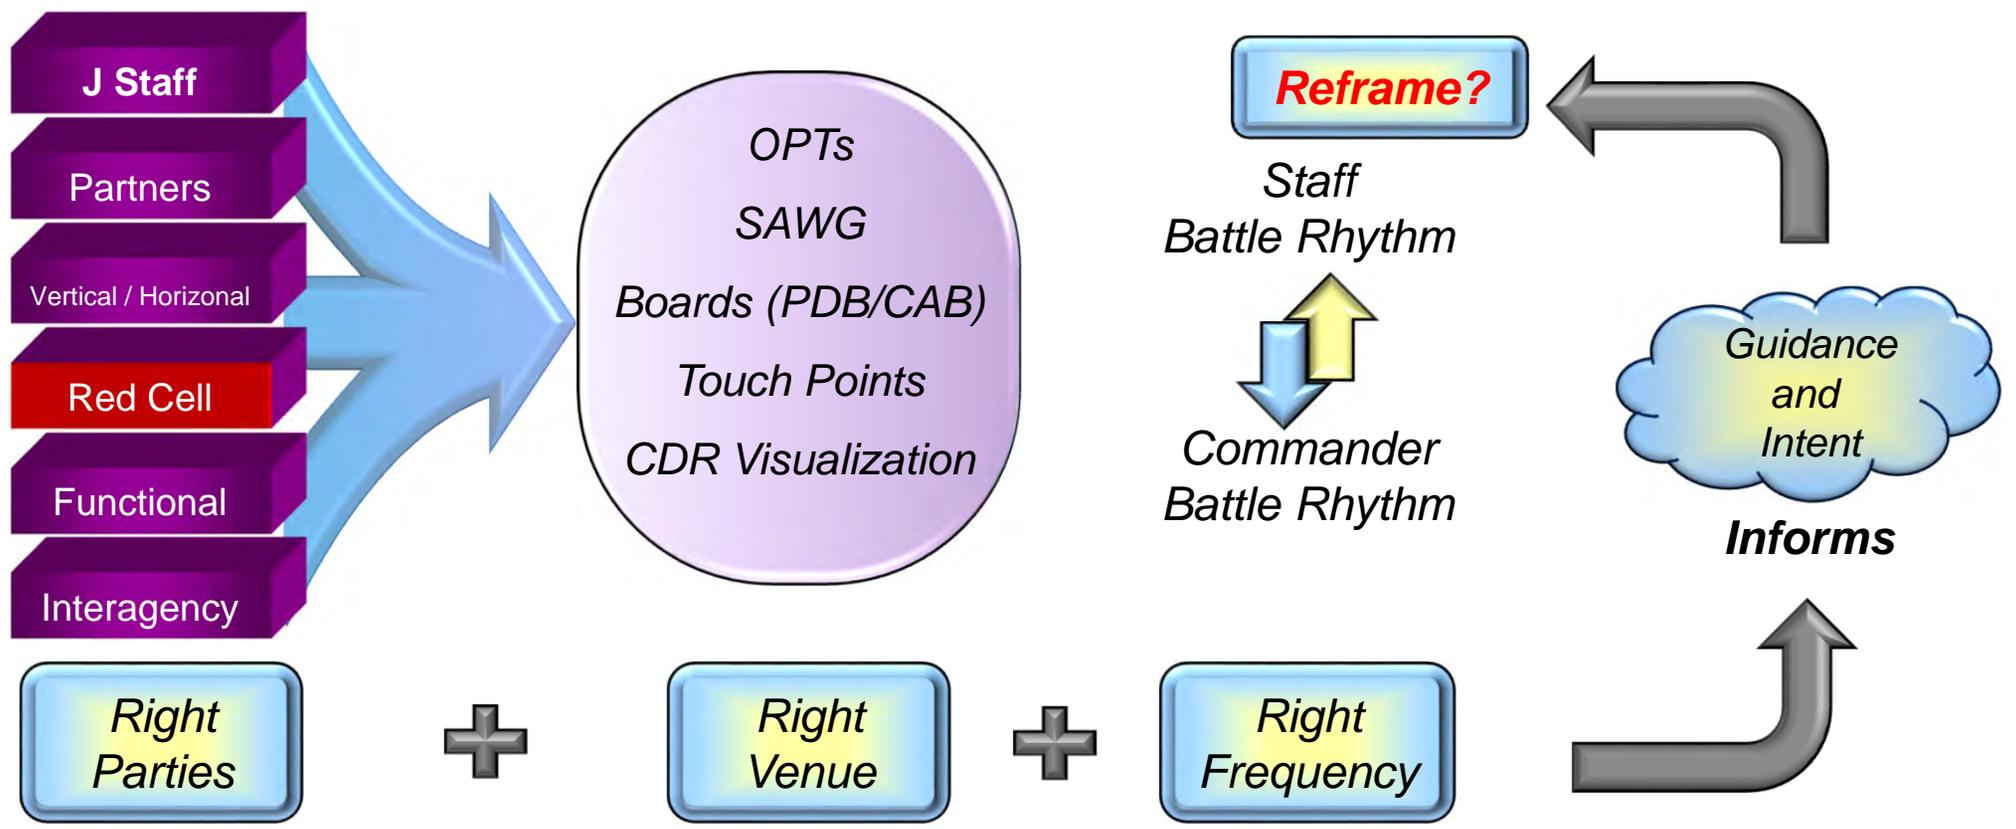 J Staff
Partners
Vertical / Horizonal
Red Cell
Functional
Interagency
OPTs
SAWG
Boards (PDB/CAB)
Touch Points
CDR Visualization
Reframe?
Staff
Battle Rhythm
Commander
Battle Rhythm
Guidance
and
Intent
Informs
Right
Parties
Right
Venue
Right
Frequency